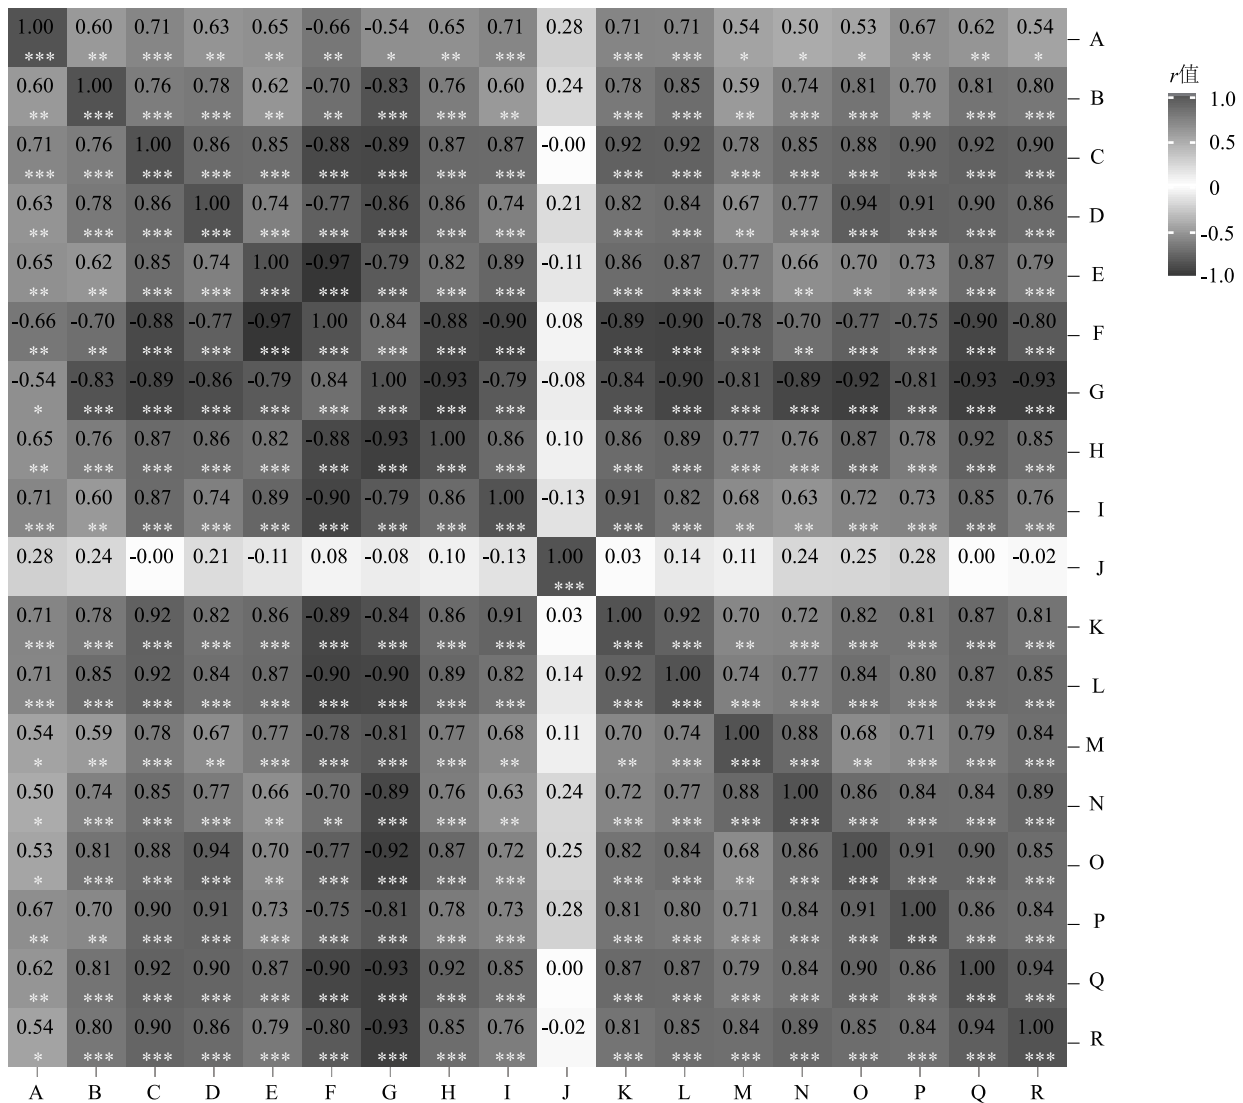 1.00 0.60 0.71 0.63 0.65 -0.66 -0.54 0.65 0.71 0.28 0.71 0.71 0.54 0.50 0.53 0.67 0.62 0.54 A
*** ** *** ** ** ** * ** *** *** *** * * * ** ** *
0.60 1.00 0.76 0.78 0.62 -0.70 -0.83 0.76 0.60 0.24 0.78 0.85 0.59 0.74 0.81 0.70 0.81 0.80 B
** *** *** *** ** ** *** *** ** *** *** ** *** *** ** *** ***
0.71 0.76 1.00 0.86 0.85 -0.88 -0.89 0.87 0.87 -0.00 0.92 0.92 0.78 0.85 0.88 0.90 0.92 0.90 C
*** *** *** *** *** *** *** *** *** *** *** *** *** *** *** *** ***
0.63 0.78 0.86 1.00 0.74 -0.77 -0.86 0.86 0.74 0.21 0.82 0.84 0.67 0.77 0.94 0.91 0.90 0.86 D
** *** *** *** *** *** *** *** *** *** *** ** *** *** *** *** ***
0.65 0.62 0.85 0.74 1.00 -0.97 -0.79 0.82 0.89 -0.11 0.86 0.87 0.77 0.66 0.70 0.73 0.87 0.79 E
** ** *** *** *** *** *** *** *** *** *** *** ** ** *** *** ***
-0.66 -0.70 -0.88 -0.77 -0.97 1.00 0.84 -0.88 -0.90 0.08 -0.89 -0.90 -0.78 -0.70 -0.77 -0.75 -0.90 -0.80 F
** ** *** *** *** *** *** *** *** *** *** *** ** *** *** *** ***
-0.54 -0.83 -0.89 -0.86 -0.79 0.84 1.00 -0.93 -0.79 -0.08 -0.84 -0.90 -0.81 -0.89 -0.92 -0.81 -0.93 -0.93 G
* *** *** *** *** *** *** *** *** *** *** *** *** *** *** *** ***
0.65 0.76 0.87 0.86 0.82 -0.88 -0.93 1.00 0.86 0.10 0.86 0.89 0.77 0.76 0.87 0.78 0.92 0.85 H
** *** *** *** *** *** *** *** *** *** *** *** *** *** *** *** ***
0.71 0.60 0.87 0.74 0.89 -0.90 -0.79 0.86 1.00 -0.13 0.91 0.82 0.68 0.63 0.72 0.73 0.85 0.76 I
*** ** *** *** *** *** *** *** *** *** *** ** ** *** *** *** ***
0.28 0.24 -0.00 0.21 -0.11 0.08 -0.08 0.10 -0.13 1.00 0.03 0.14 0.11 0.24 0.25 0.28 0.00 -0.02 J
***
0.71 0.78 0.92 0.82 0.86 -0.89 -0.84 0.86 0.91 0.03 1.00 0.92 0.70 0.72 0.82 0.81 0.87 0.81 K
*** *** *** *** *** *** *** *** *** *** *** ** *** *** *** *** ***
0.71 0.85 0.92 0.84 0.87 -0.90 -0.90 0.89 0.82 0.14 0.92 1.00 0.74 0.77 0.84 0.80 0.87 0.85 L
*** *** *** *** *** *** *** *** *** *** *** *** *** *** *** *** ***
0.54 0.59 0.78 0.67 0.77 -0.78 -0.81 0.77 0.68 0.11 0.70 0.74 1.00 0.88 0.68 0.71 0.79 0.84 M
* ** *** ** *** *** *** *** ** ** *** *** *** ** *** *** ***
0.50 0.74 0.85 0.77 0.66 -0.70 -0.89 0.76 0.63 0.24 0.72 0.77 0.88 1.00 0.86 0.84 0.84 0.89 N
* *** *** *** ** ** *** *** ** *** *** *** *** *** *** *** ***
0.53 0.81 0.88 0.94 0.70 -0.77 -0.92 0.87 0.72 0.25 0.82 0.84 0.68 0.86 1.00 0.91 0.90 0.85 O
* *** *** *** ** *** *** *** *** *** *** ** *** *** *** *** ***
0.67 0.70 0.90 0.91 0.73 -0.75 -0.81 0.78 0.73 0.28 0.81 0.80 0.71 0.84 0.91 1.00 0.86 0.84 P
** ** *** *** *** *** *** *** *** *** *** *** *** *** *** *** ***
0.62 0.81 0.92 0.90 0.87 -0.90 -0.93 0.92 0.85 0.00 0.87 0.87 0.79 0.84 0.90 0.86 1.00 0.94 Q
** *** *** *** *** *** *** *** *** *** *** *** *** *** *** *** ***
0.54 0.80 0.90 0.86 0.79 -0.80 -0.93 0.85 0.76 -0.02 0.81 0.85 0.84 0.89 0.85 0.84 0.94 1.00 R
* *** *** *** *** *** *** *** *** *** *** *** *** *** *** *** ***
A B C D E F G H I J K L M N O P Q R
r值
1.0
0.5
0
-0.5
-1.0